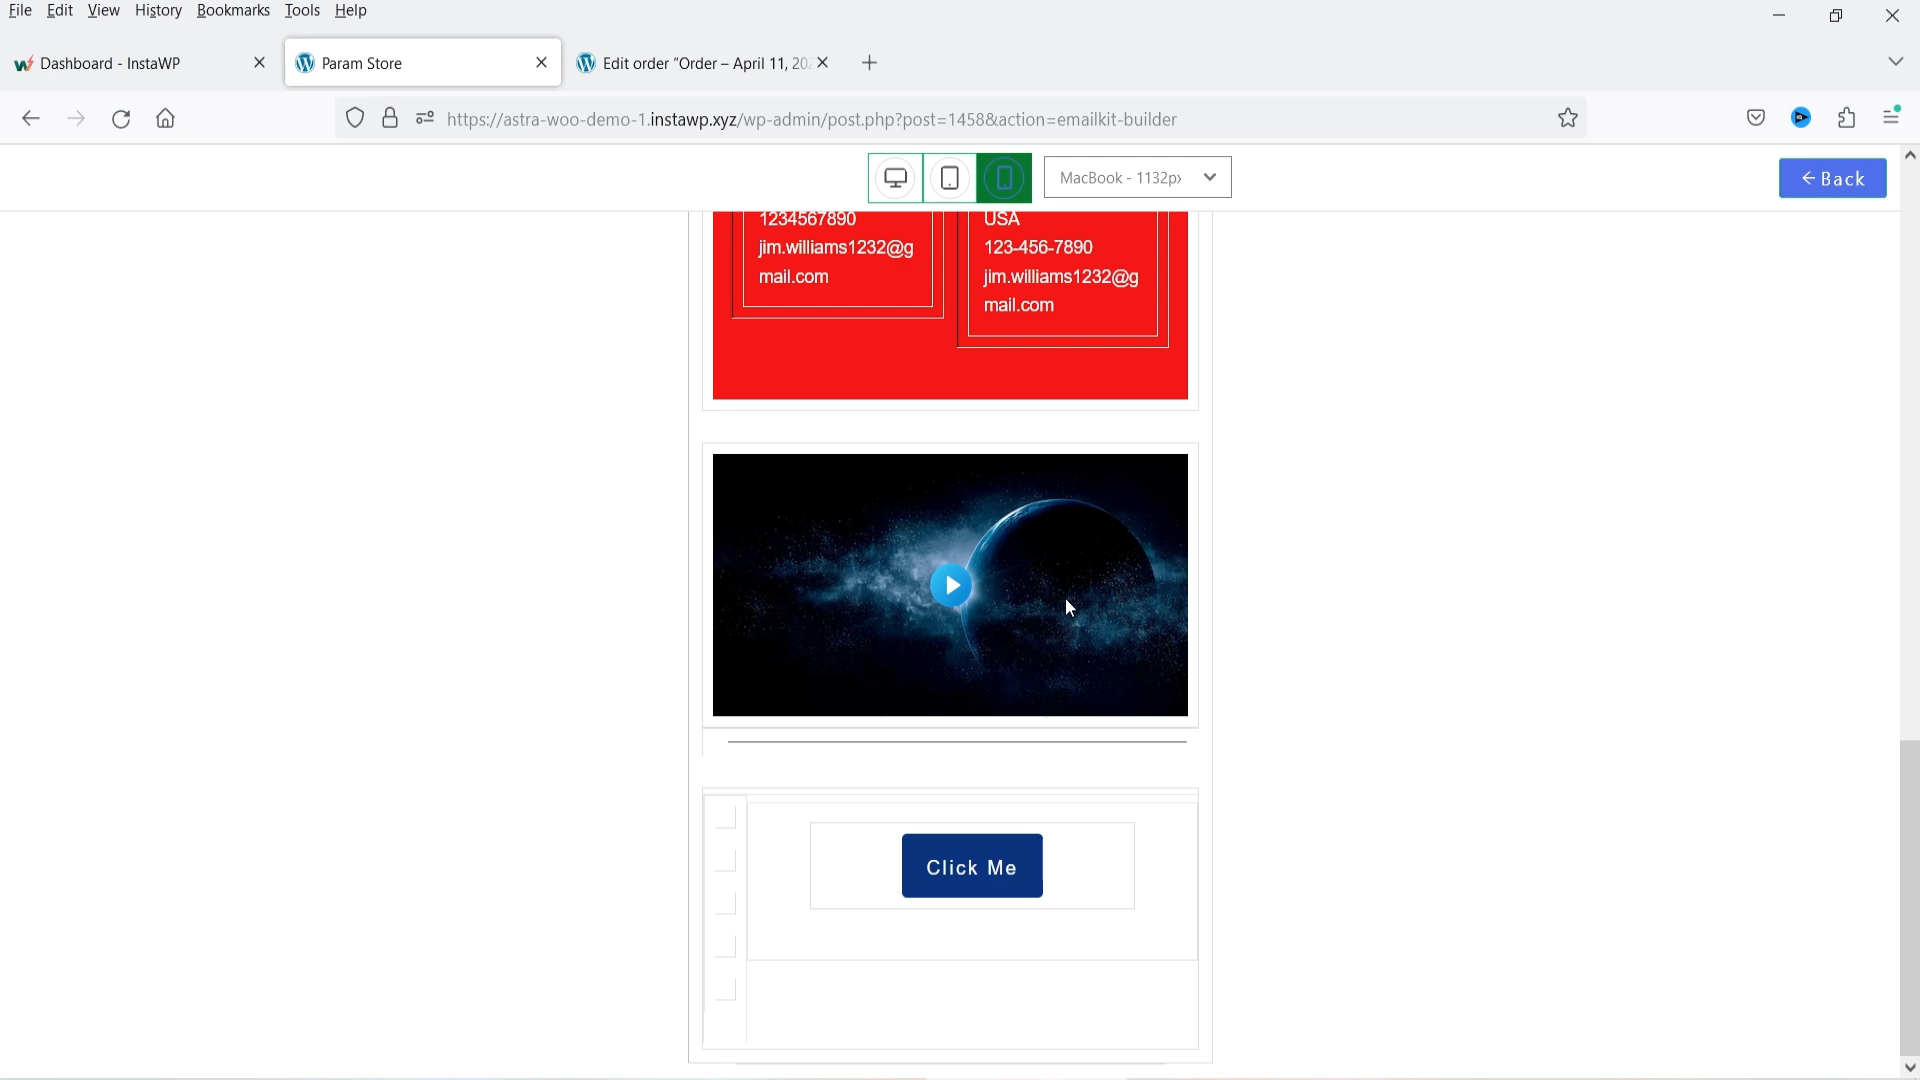 File Edit View History Bookmarks Tools Help
Dashboard - InstaWP
Param Store
Edit order "Order – April 11, 20
https://astra-woo-demo-1.instawp.xyz/wp-admin/post.php?post=1458&action=emailkit-builder
MacBook - 1132px
Back
1234567890
jim.williams1232@g
mail.com
USA
123-456-7890
jim.williams1232@g
mail.com
Click Me